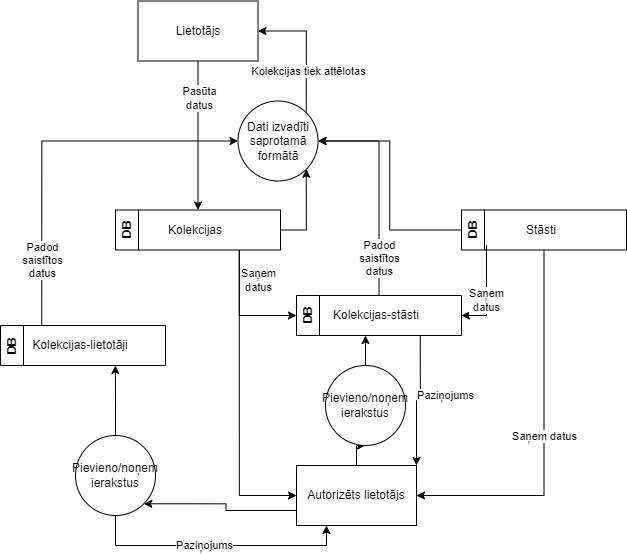 Lietotājs
Kolekcijas tiek attēlotas
Pasūta
datus
Dati izvadīti
saprotamā
formātā
DB
Kolekcijas
DB
Stāsti
Padod
saistītos
datus
Padod
saistītos
datus
Saņem
datus
Saņem
datus
DB
Kolekcijas-stāsti
DB
Kolekcijas-lietotāji
Pievieno/noņem
ierakstus
Paziņojums
Saņem datus
Pievieno/noņem
ierakstus
Autorizēts lietotājs
Paziņojums